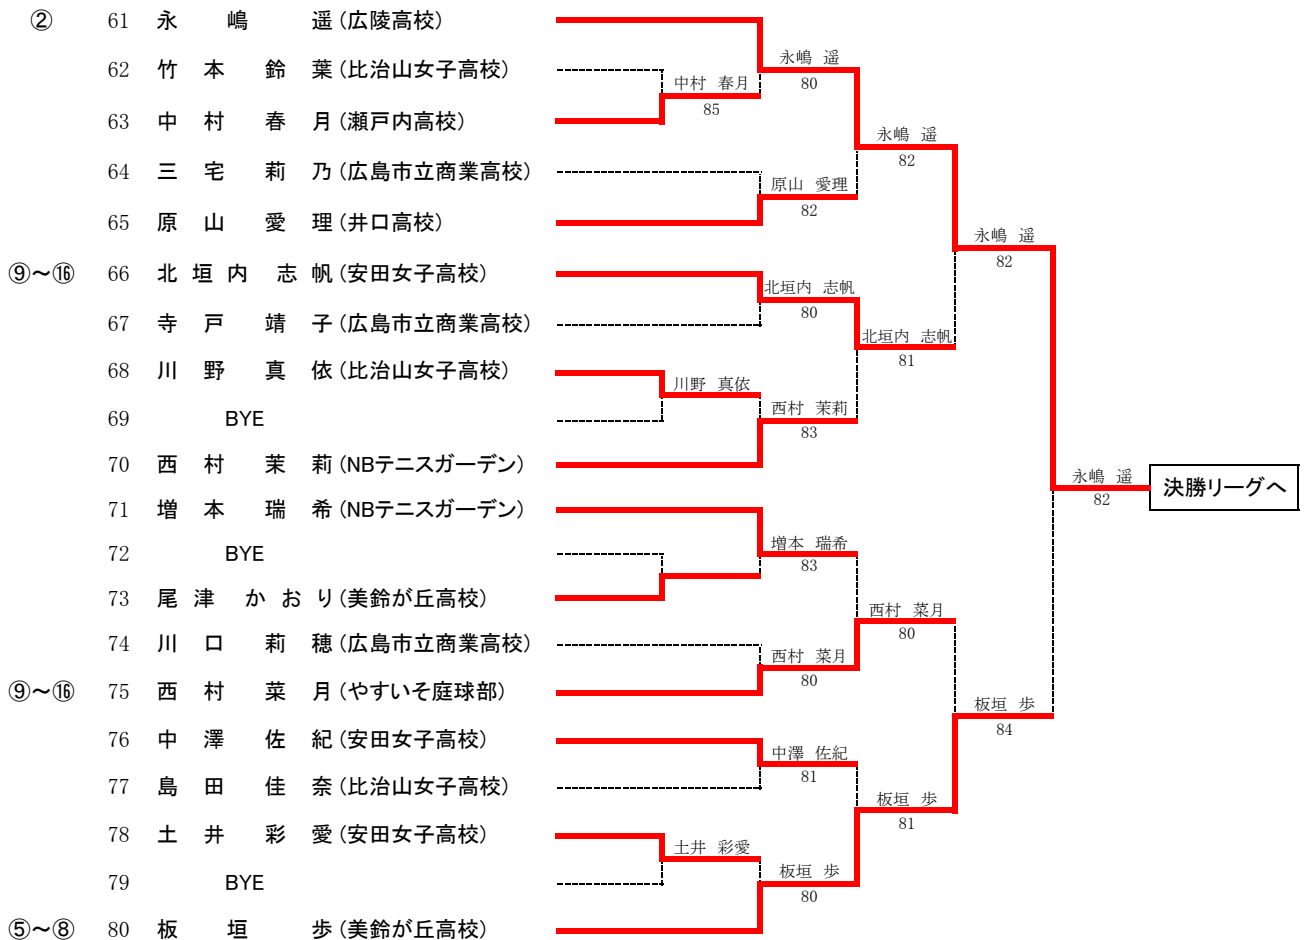 ② 61 永嶋 遥 (広陵高校)
永嶋 遥
62 竹本 鈴葉 (比治山女子高校)
中村 春月
80
85
63 中村 春月 (瀬戸内高校)
永嶋 遥
82
64 三宅 莉乃 (広島市立商業高校)
原山 愛理
82
65 原山 愛理 (井口高校)
永嶋 遥
82
⑨～⑯ 66 北垣内 志帆 (安田女子高校)
北垣内 志帆
80
67 寺戸 靖子 (広島市立商業高校)
北垣内 志帆
81
68 川野 真依 (比治山女子高校)
川野 真依
西村 茉莉
83
69 BYE
70 西村 茉莉 (NBテニスガーデン)
永嶋 遥
82
決勝リーグへ
71 増本 瑞希 (NBテニスガーデン)
増本 瑞希
83
72 BYE
73 尾津 かおり (美鈴が丘高校)
西村 菜月
80
74 川口 莉穂 (広島市立商業高校)
西村 菜月
80
⑨～⑯ 75 西村 菜月 (やすいそ庭球部)
板垣 歩
84
76 中澤 佐紀 (安田女子高校)
中澤 佐紀
81
77 島田 佳奈 (比治山女子高校)
板垣 歩
81
78 土井 彩愛 (安田女子高校)
土井 彩愛
板垣 歩
80
79 BYE
⑤～⑧ 80 板垣 歩 (美鈴が丘高校)